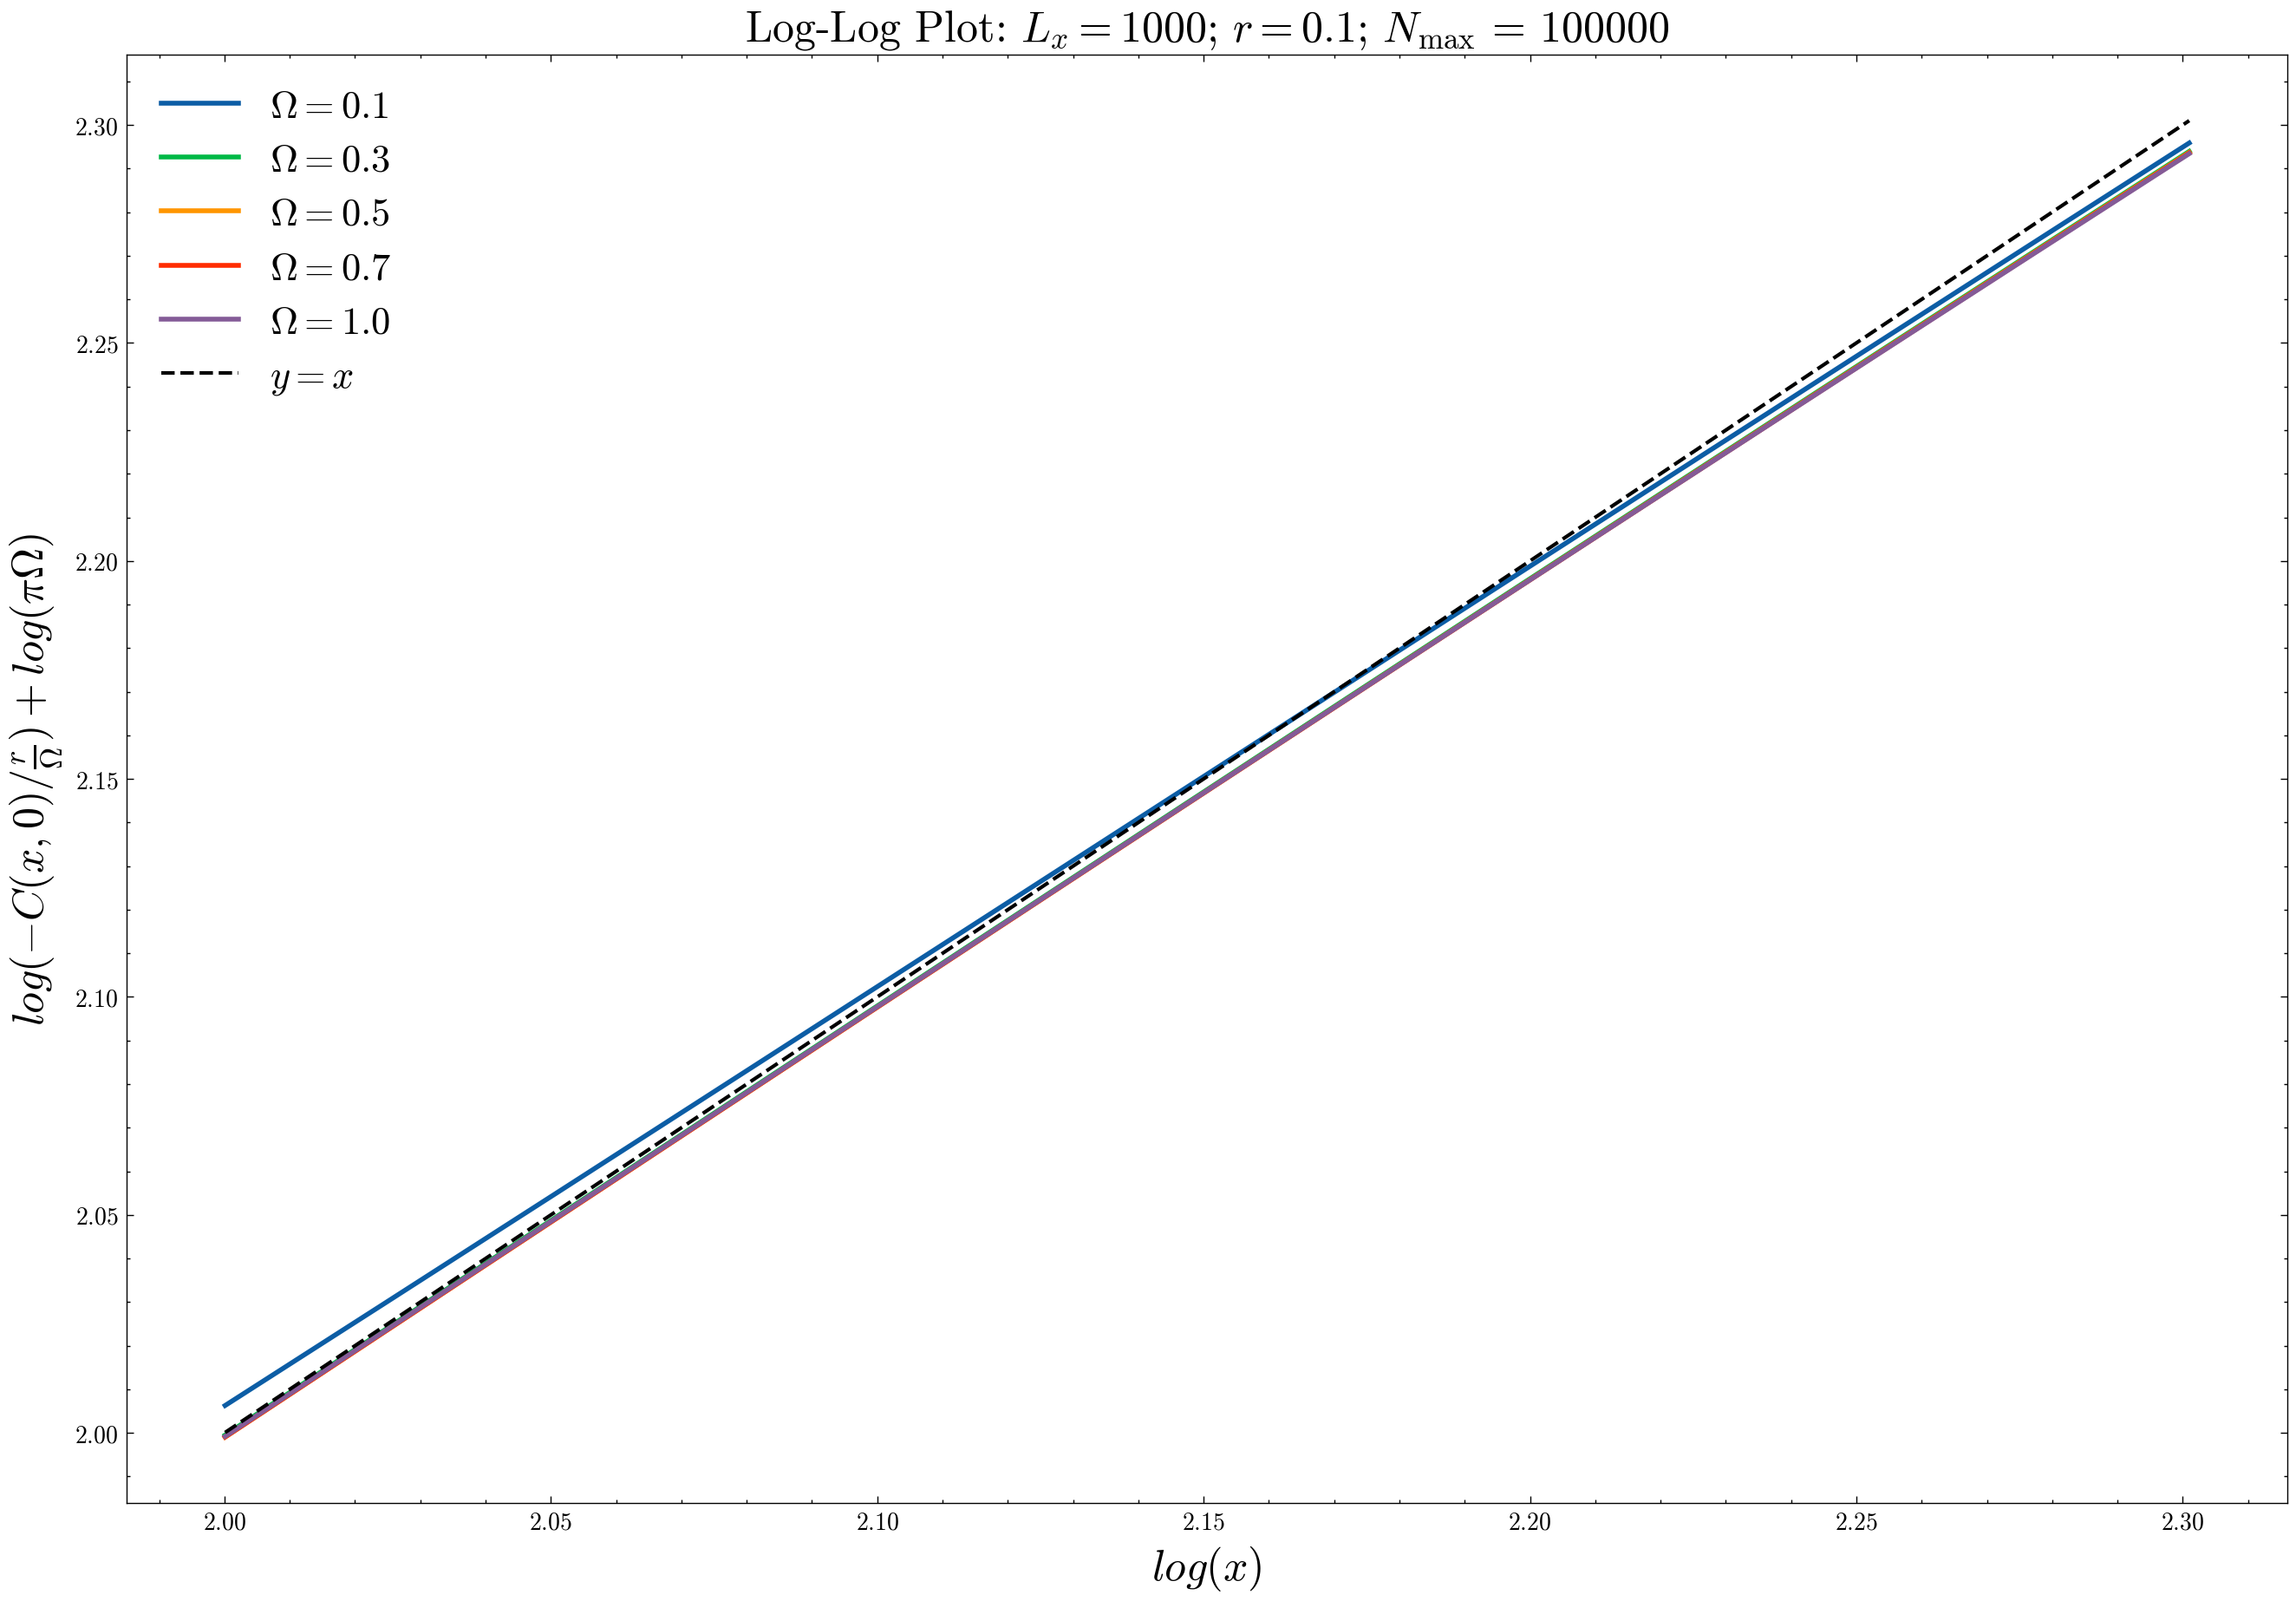 Log-Log Plot: Lₓ = 1000; r = 0.1; N_max = 100000
Ω = 0.1
Ω = 0.3
Ω = 0.5
Ω = 0.7
Ω = 1.0
y = x
log(−C(x, 0)/\frac{r}{Ω}) + log(πΩ)
2.30
2.25
2.20
2.15
2.10
2.05
2.00
2.00 2.05 2.10 2.15 2.20 2.25 2.30
log(x)